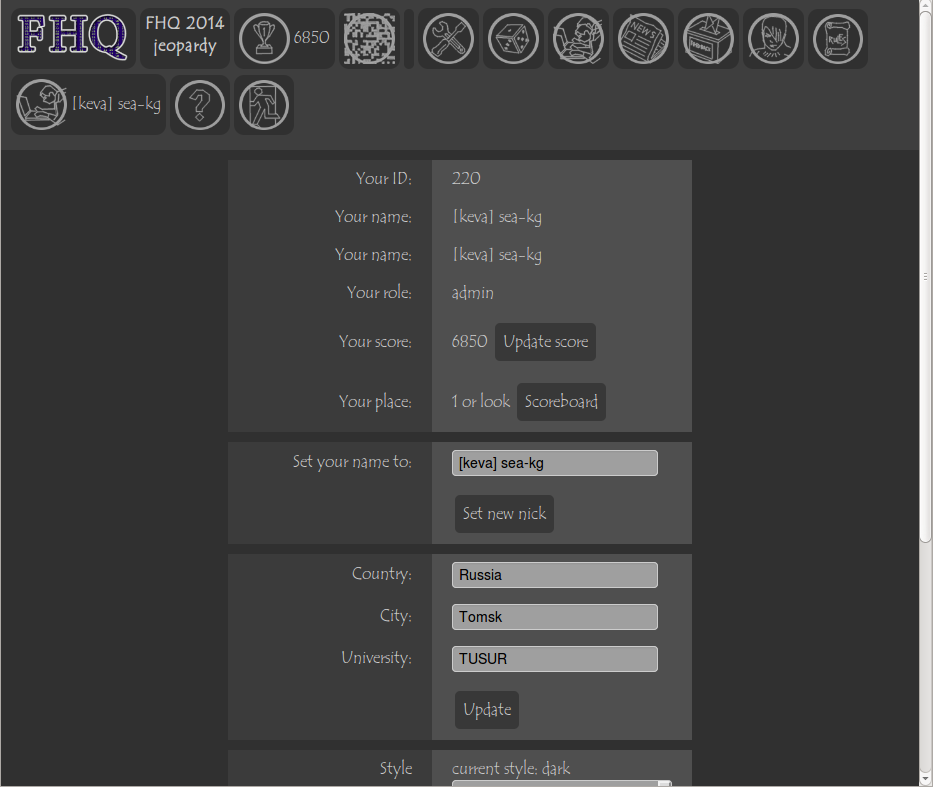 FHQ
FHQ 2014
jeopardy
6850
NEWS
RULES
[keva] sea-kg
Your ID: 220
Your name: [keva] sea-kg
Your name: [keva] sea-kg
Your role: admin
Your score: 6850 Update score
Your place: 1 or look Scoreboard
Set your name to: [keva] sea-kg
Set new nick
Country: Russia
City: Tomsk
University: TUSUR
Update
Style current style: dark